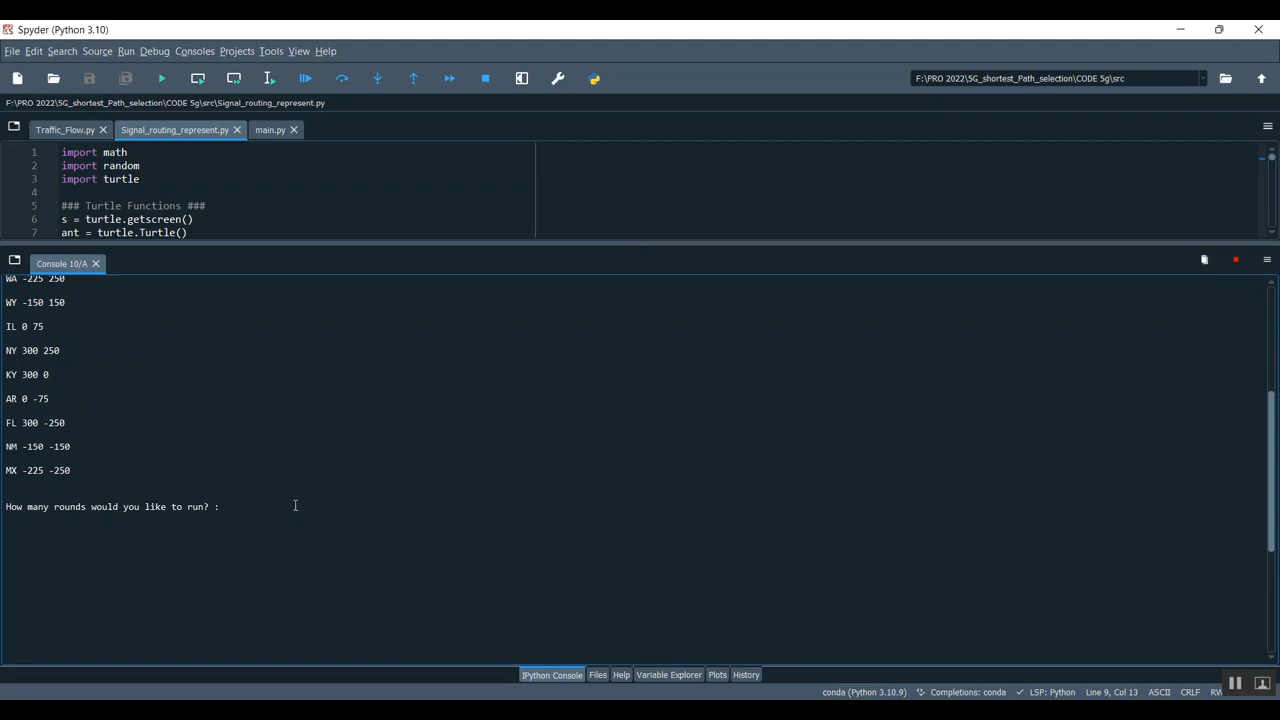 Spyder (Python 3.10)
File Edit Search Source Run Debug Consoles Projects Tools View Help
F:\PRO 2022\5G_shortest_Path_selection\CODE 5g\src
F:\PRO 2022\5G_shortest_Path_selection\CODE 5g\src\Signal_routing_represent.py
Traffic_Flow.py Signal_routing_represent.py main.py
1 import math
2 import random
3 import turtle
4
5 ### Turtle Functions ###
6 s = turtle.getscreen()
7 ant = turtle.Turtle()
Console 10/A
WA -225 250
WY -150 150
IL 0 75
NY 300 250
KY 300 0
AR 0 -75
FL 300 -250
NM -150 -150
MX -225 -250
How many rounds would you like to run? :
IPython Console Files Help Variable Explorer Plots History
conda (Python 3.10.9) Completions: conda LSP: Python Line 9, Col 13 ASCII CRLF RW